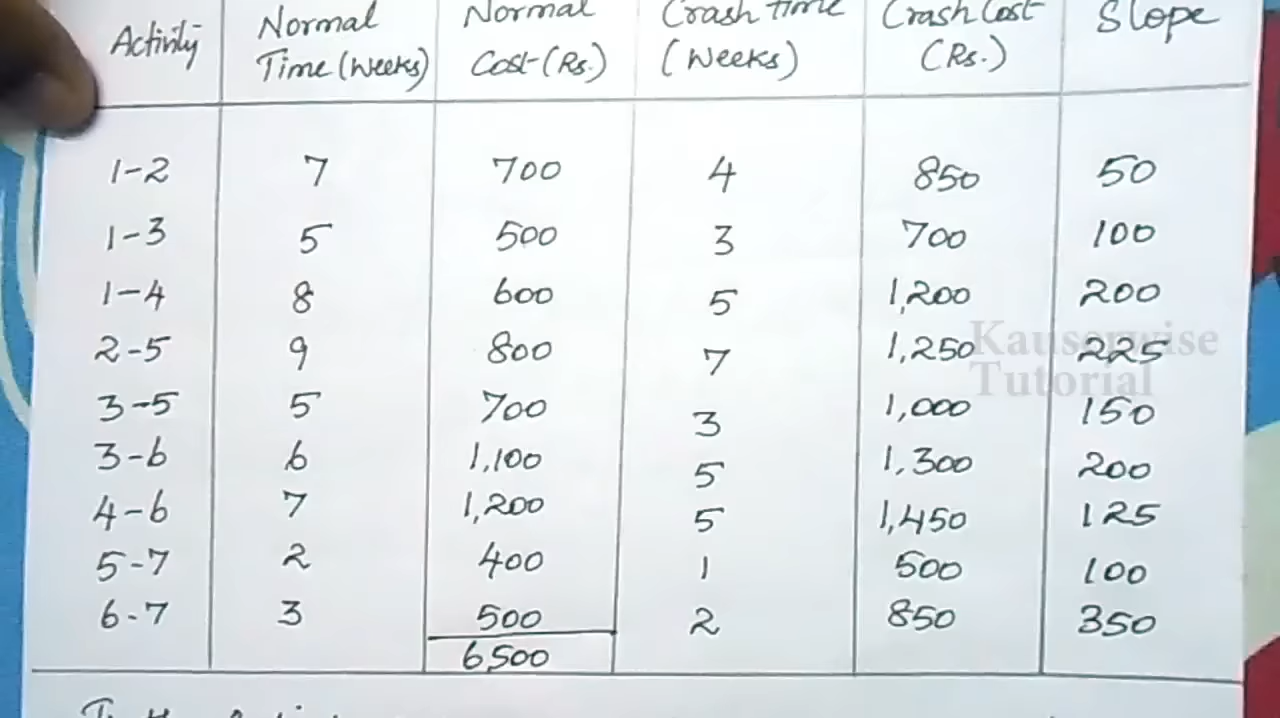 Activity Normal Time (Weeks) Normal Cost (Rs.) Crash Time (Weeks) Crash Cost (Rs.) Slope
1-2 7 700 4 850 50
1-3 5 500 3 700 100
1-4 8 600 5 1,200 200
2-5 9 800 7 1,250 225
3-5 5 700 3 1,000 150
3-6 6 1,100 5 1,300 200
4-6 7 1,200 5 1,450 125
5-7 2 400 1 500 100
6-7 3 500 2 850 350
6,500
Kauserwise
Tutorial